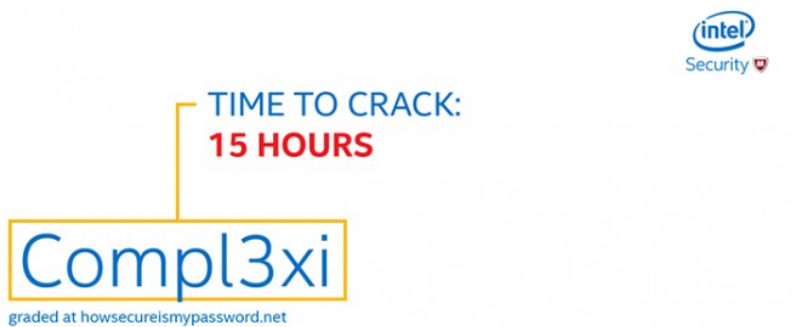 intel
Security
TIME TO CRACK:
15 HOURS
Compl3xi
graded at howsecureismypassword.net